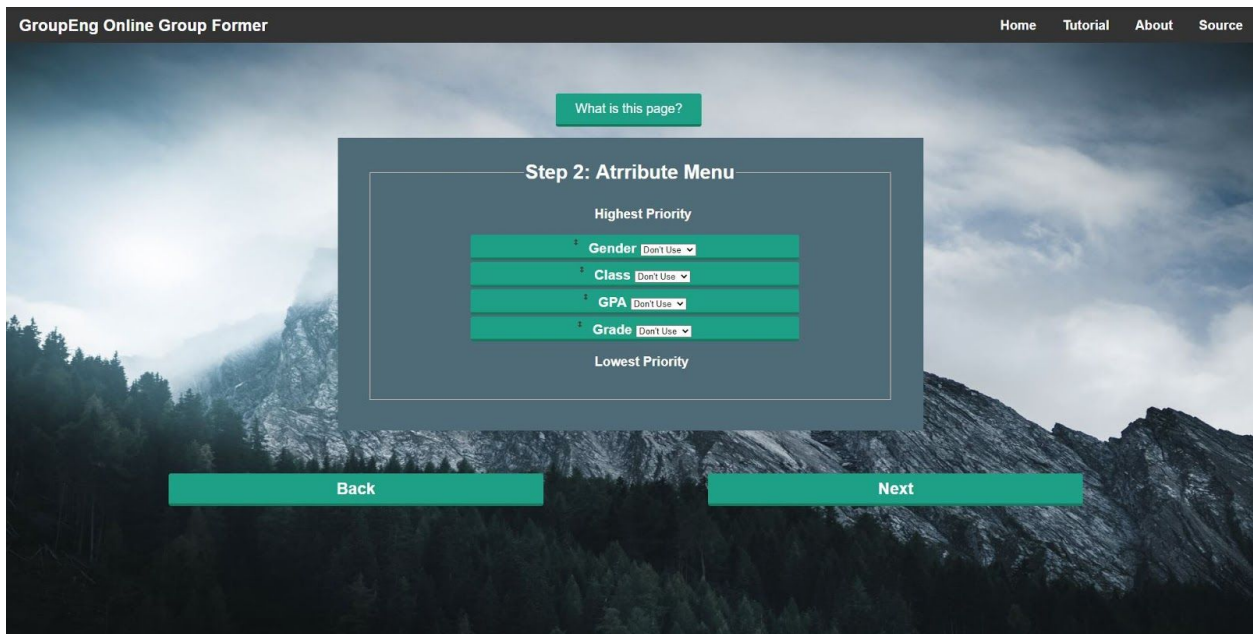 GroupEng Online Group Former Home Tutorial About Source
What is this page?
Step 2: Atrribute Menu
Highest Priority
Gender Don't Use
Class Don't Use
GPA Don't Use
Grade Don't Use
Lowest Priority
Back Next